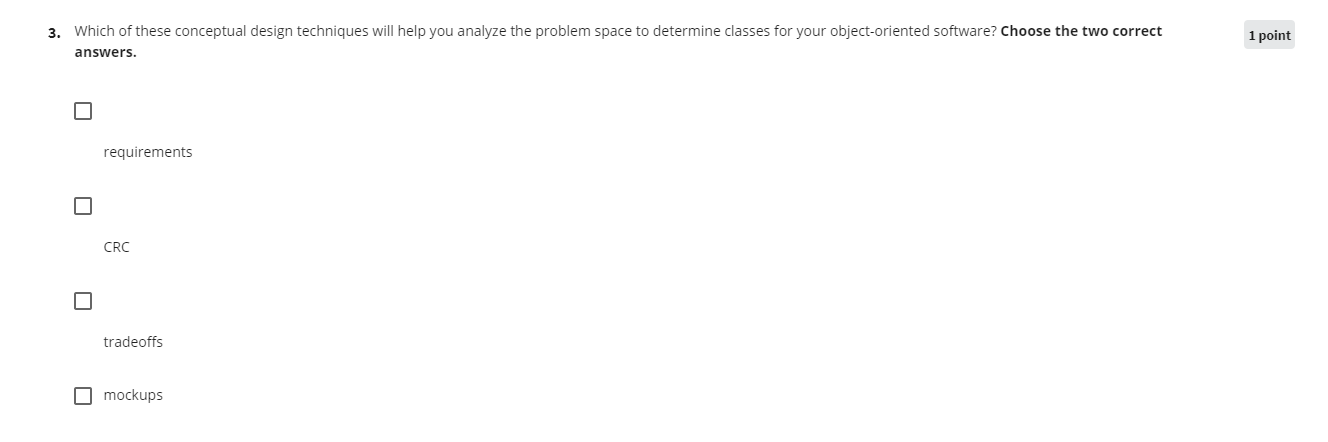 3. Which of these conceptual design techniques will help you analyze the problem space to determine classes for your object-oriented software? Choose the two correct
answers.
1 point
requirements
CRC
tradeoffs
mockups